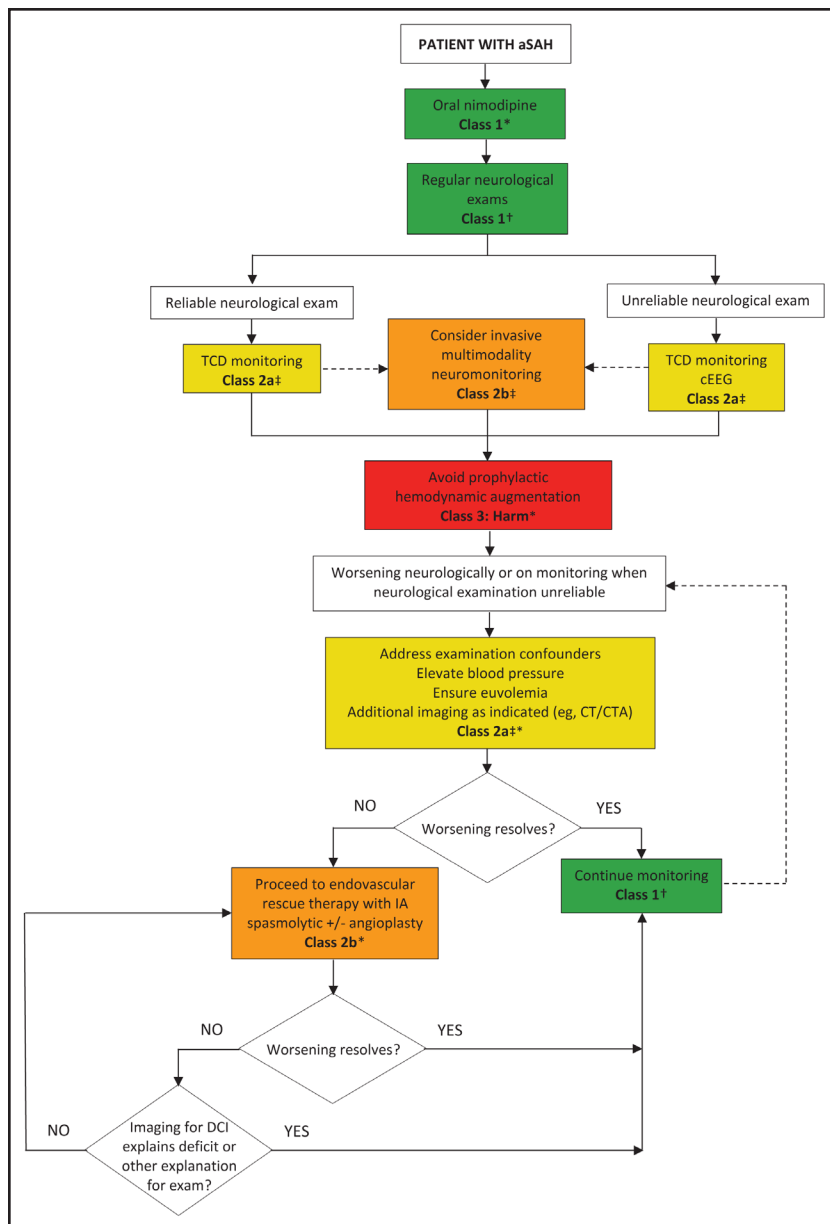 PATIENT WITH aSAH
Oral nimodipine
Class 1*
Regular neurological
exams
Class 1†
Reliable neurological exam
Unreliable neurological exam
TCD monitoring
Class 2a‡
Consider invasive
multimodality
neuromonitoring
Class 2b‡
TCD monitoring
cEEG
Class 2a‡
Avoid prophylactic
hemodynamic augmentation
Class 3: Harm*
Worsening neurologically or on monitoring when
neurological examination unreliable
Address examination confounders
Elevate blood pressure
Ensure euvolemia
Additional imaging as indicated (eg, CT/CTA)
Class 2a‡*
NO
YES
Worsening resolves?
Proceed to endovascular
rescue therapy with IA
spasmolytic +/- angioplasty
Class 2b*
Continue monitoring
Class 1†
NO
YES
Worsening resolves?
NO
YES
Imaging for DCI
explains deficit or
other explanation
for exam?